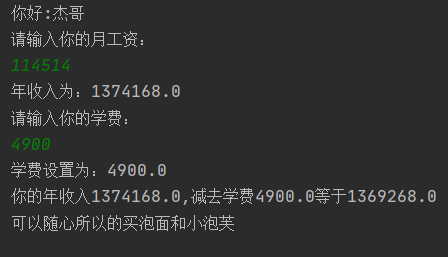 你好:杰哥
请输入你的月工资:
114514
年收入为: 1374168.0
请输入你的学费:
4900
学费设置为: 4900.0
你的年收入1374168.0,减去学费4900.0等于1369268.0
可以随心所以的买泡面和小泡芙